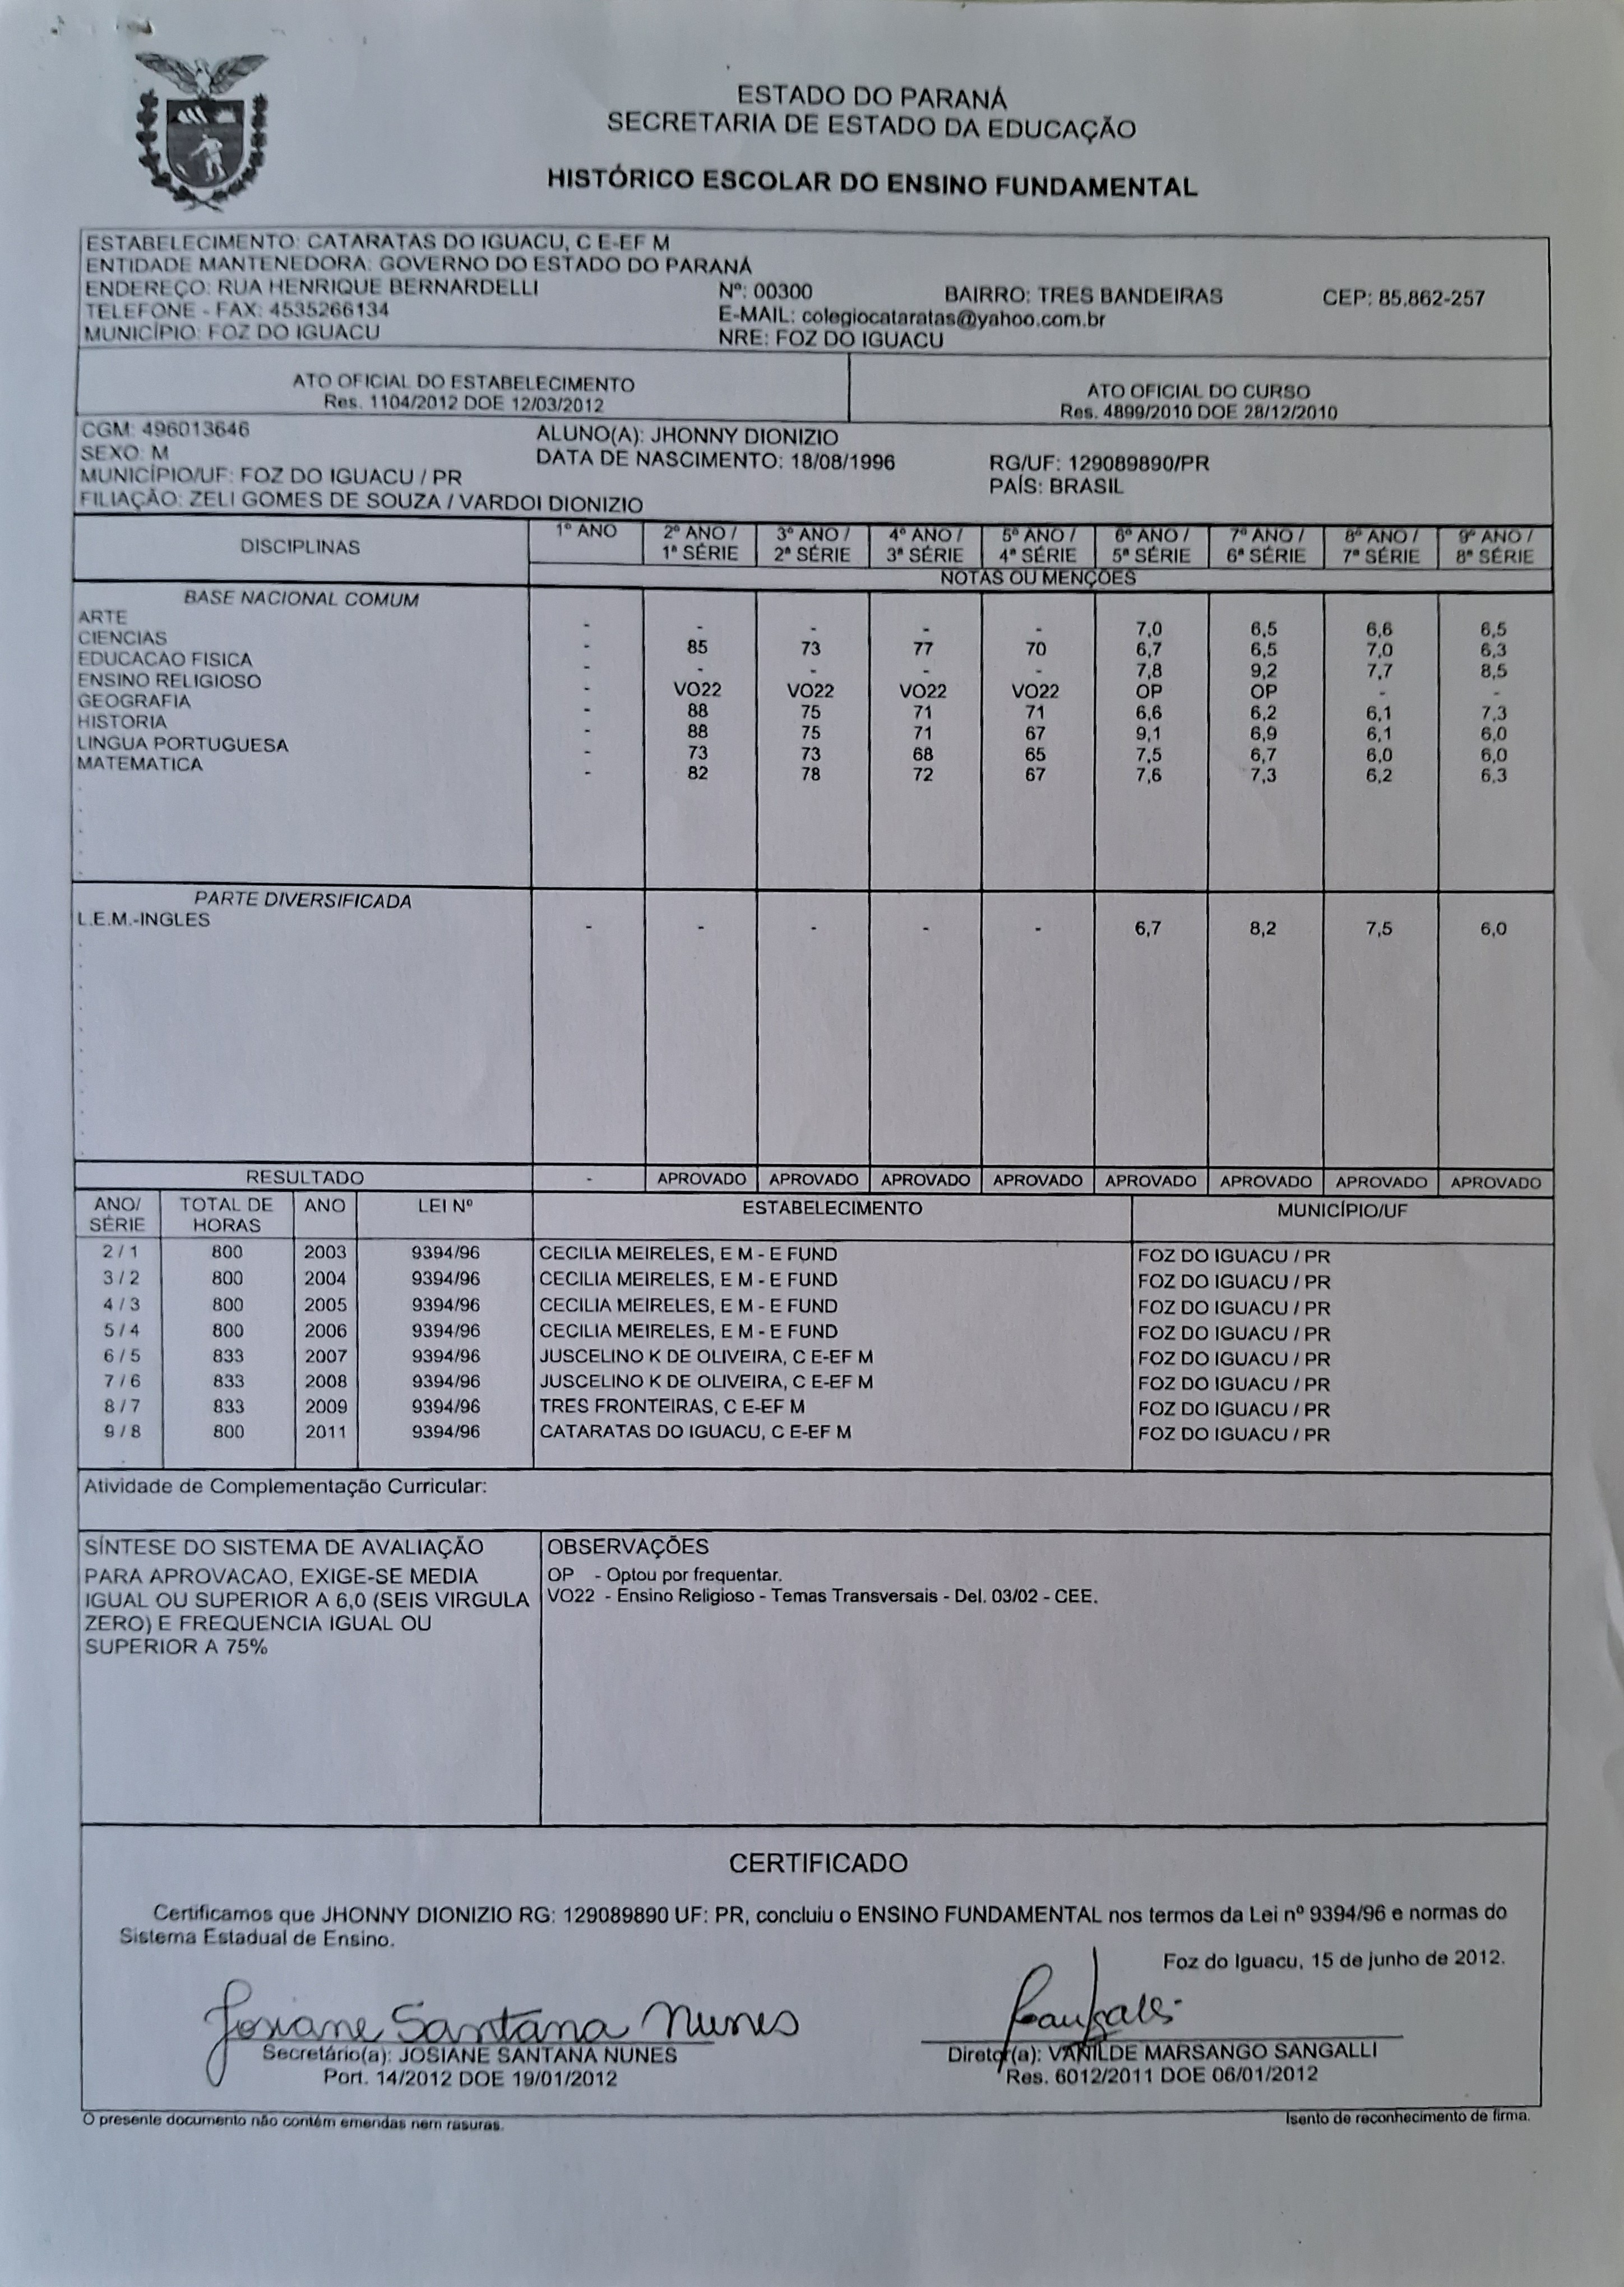 ESTADO DO PARANÁ
SECRETARIA DE ESTADO DA EDUCAÇÃO
HISTÓRICO ESCOLAR DO ENSINO FUNDAMENTAL
ESTABELECIMENTO: CATARATAS DO IGUACU, C E-EF M
ENTIDADE MANTENEDORA: GOVERNO DO ESTADO DO PARANÁ
ENDEREÇO: RUA HENRIQUE BERNARDELLI Nº: 00300 BAIRRO: TRES BANDEIRAS CEP: 85.862-257
TELEFONE - FAX: 4535266134 E-MAIL: colegiocataratas@yahoo.com.br
MUNICÍPIO: FOZ DO IGUACU NRE: FOZ DO IGUACU
ATO OFICIAL DO ESTABELECIMENTO ATO OFICIAL DO CURSO
Res. 1104/2012 DOE 12/03/2012 Res. 4899/2010 DOE 28/12/2010
CGM: 496013646 ALUNO(A): JHONNY DIONIZIO
SEXO: M DATA DE NASCIMENTO: 18/08/1996 RG/UF: 129089890/PR
MUNICÍPIO/UF: FOZ DO IGUACU / PR PAÍS: BRASIL
FILIAÇÃO: ZELI GOMES DE SOUZA / VARDOI DIONIZIO
DISCIPLINAS 1º ANO 2º ANO / 1ª SÉRIE 3º ANO / 2ª SÉRIE 4º ANO / 3ª SÉRIE 5º ANO / 4ª SÉRIE 6º ANO / 5ª SÉRIE 7º ANO / 6ª SÉRIE 8º ANO / 7ª SÉRIE 9º ANO / 8ª SÉRIE
NOTAS OU MENÇÕES
BASE NACIONAL COMUM
ARTE - - - - - 7,0 6,5 6,6 6,5
CIENCIAS - 85 73 77 70 6,7 6,5 7,0 6,3
EDUCACAO FISICA - - - - - 7,8 9,2 7,7 8,5
ENSINO RELIGIOSO - VO22 VO22 VO22 VO22 OP OP - -
GEOGRAFIA - 88 75 71 71 6,6 6,2 6,1 7,3
HISTORIA - 88 75 71 67 9,1 6,9 6,1 6,0
LINGUA PORTUGUESA - 73 73 68 65 7,5 6,7 6,0 6,0
MATEMATICA - 82 78 72 67 7,6 7,3 6,2 6,3
PARTE DIVERSIFICADA
L.E.M.-INGLES - - - - - 6,7 8,2 7,5 6,0
RESULTADO - APROVADO APROVADO APROVADO APROVADO APROVADO APROVADO APROVADO APROVADO
ANO/ SÉRIE TOTAL DE HORAS ANO LEI Nº ESTABELECIMENTO MUNICÍPIO/UF
2 / 1 800 2003 9394/96 CECILIA MEIRELES, E M - E FUND FOZ DO IGUACU / PR
3 / 2 800 2004 9394/96 CECILIA MEIRELES, E M - E FUND FOZ DO IGUACU / PR
4 / 3 800 2005 9394/96 CECILIA MEIRELES, E M - E FUND FOZ DO IGUACU / PR
5 / 4 800 2006 9394/96 CECILIA MEIRELES, E M - E FUND FOZ DO IGUACU / PR
6 / 5 833 2007 9394/96 JUSCELINO K DE OLIVEIRA, C E-EF M FOZ DO IGUACU / PR
7 / 6 833 2008 9394/96 JUSCELINO K DE OLIVEIRA, C E-EF M FOZ DO IGUACU / PR
8 / 7 833 2009 9394/96 TRES FRONTEIRAS, C E-EF M FOZ DO IGUACU / PR
9 / 8 800 2011 9394/96 CATARATAS DO IGUACU, C E-EF M FOZ DO IGUACU / PR
Atividade de Complementação Curricular:
SÍNTESE DO SISTEMA DE AVALIAÇÃO
PARA APROVACAO, EXIGE-SE MEDIA
IGUAL OU SUPERIOR A 6,0 (SEIS VIRGULA
ZERO) E FREQUENCIA IGUAL OU
SUPERIOR A 75%
OBSERVAÇÕES
OP - Optou por frequentar.
VO22 - Ensino Religioso - Temas Transversais - Del. 03/02 - CEE.
CERTIFICADO
Certificamos que JHONNY DIONIZIO RG: 129089890 UF: PR, concluiu o ENSINO FUNDAMENTAL nos termos da Lei nº 9394/96 e normas do
Sistema Estadual de Ensino.
Foz do Iguacu, 15 de junho de 2012.
Josiane Santana Nunes
Secretário(a): JOSIANE SANTANA NUNES
Port. 14/2012 DOE 19/01/2012
Diretor(a): VANILDE MARSANGO SANGALLI
Res. 6012/2011 DOE 06/01/2012
O presente documento não contém emendas nem rasuras. Isento de reconhecimento de firma.